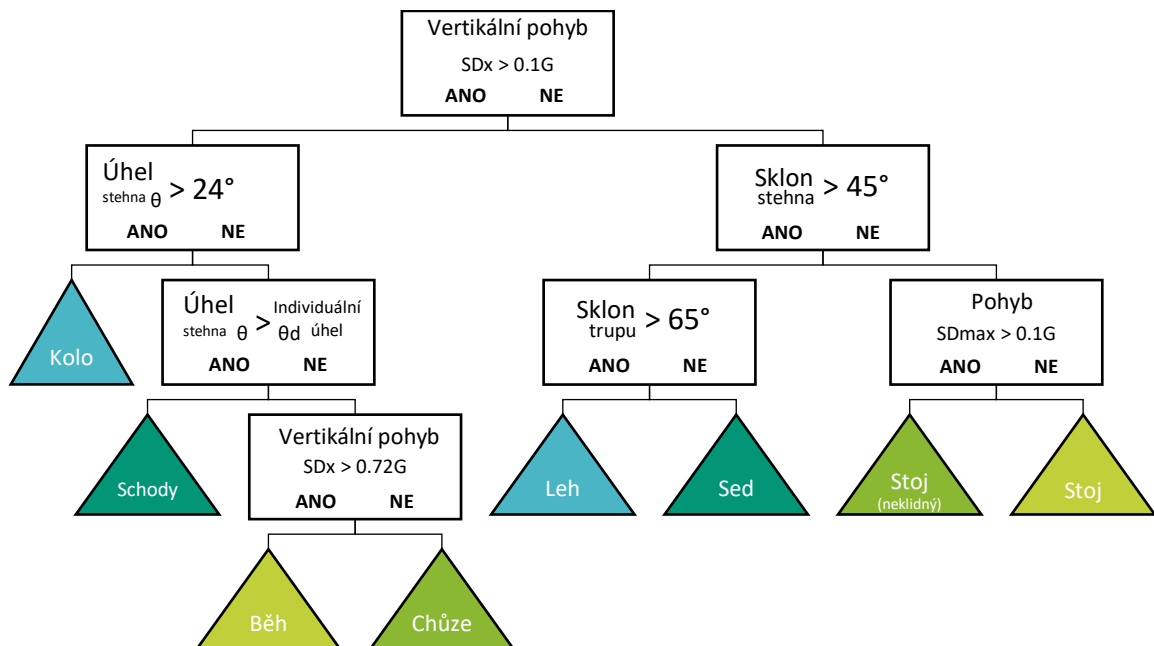 Vertikální pohyb
SDx > 0.1G
ANO NE
Úhel
stehna θ > 24°
ANO NE
Sklon
stehna > 45°
ANO NE
Úhel
stehna θ > Individuální
θd úhel
ANO NE
Sklon
trupu > 65°
ANO NE
Pohyb
SDmax > 0.1G
ANO NE
Kolo
Vertikální pohyb
SDx > 0.72G
ANO NE
Schody
Leh
Sed
Stoj
(neklidný)
Stoj
Běh
Chůze